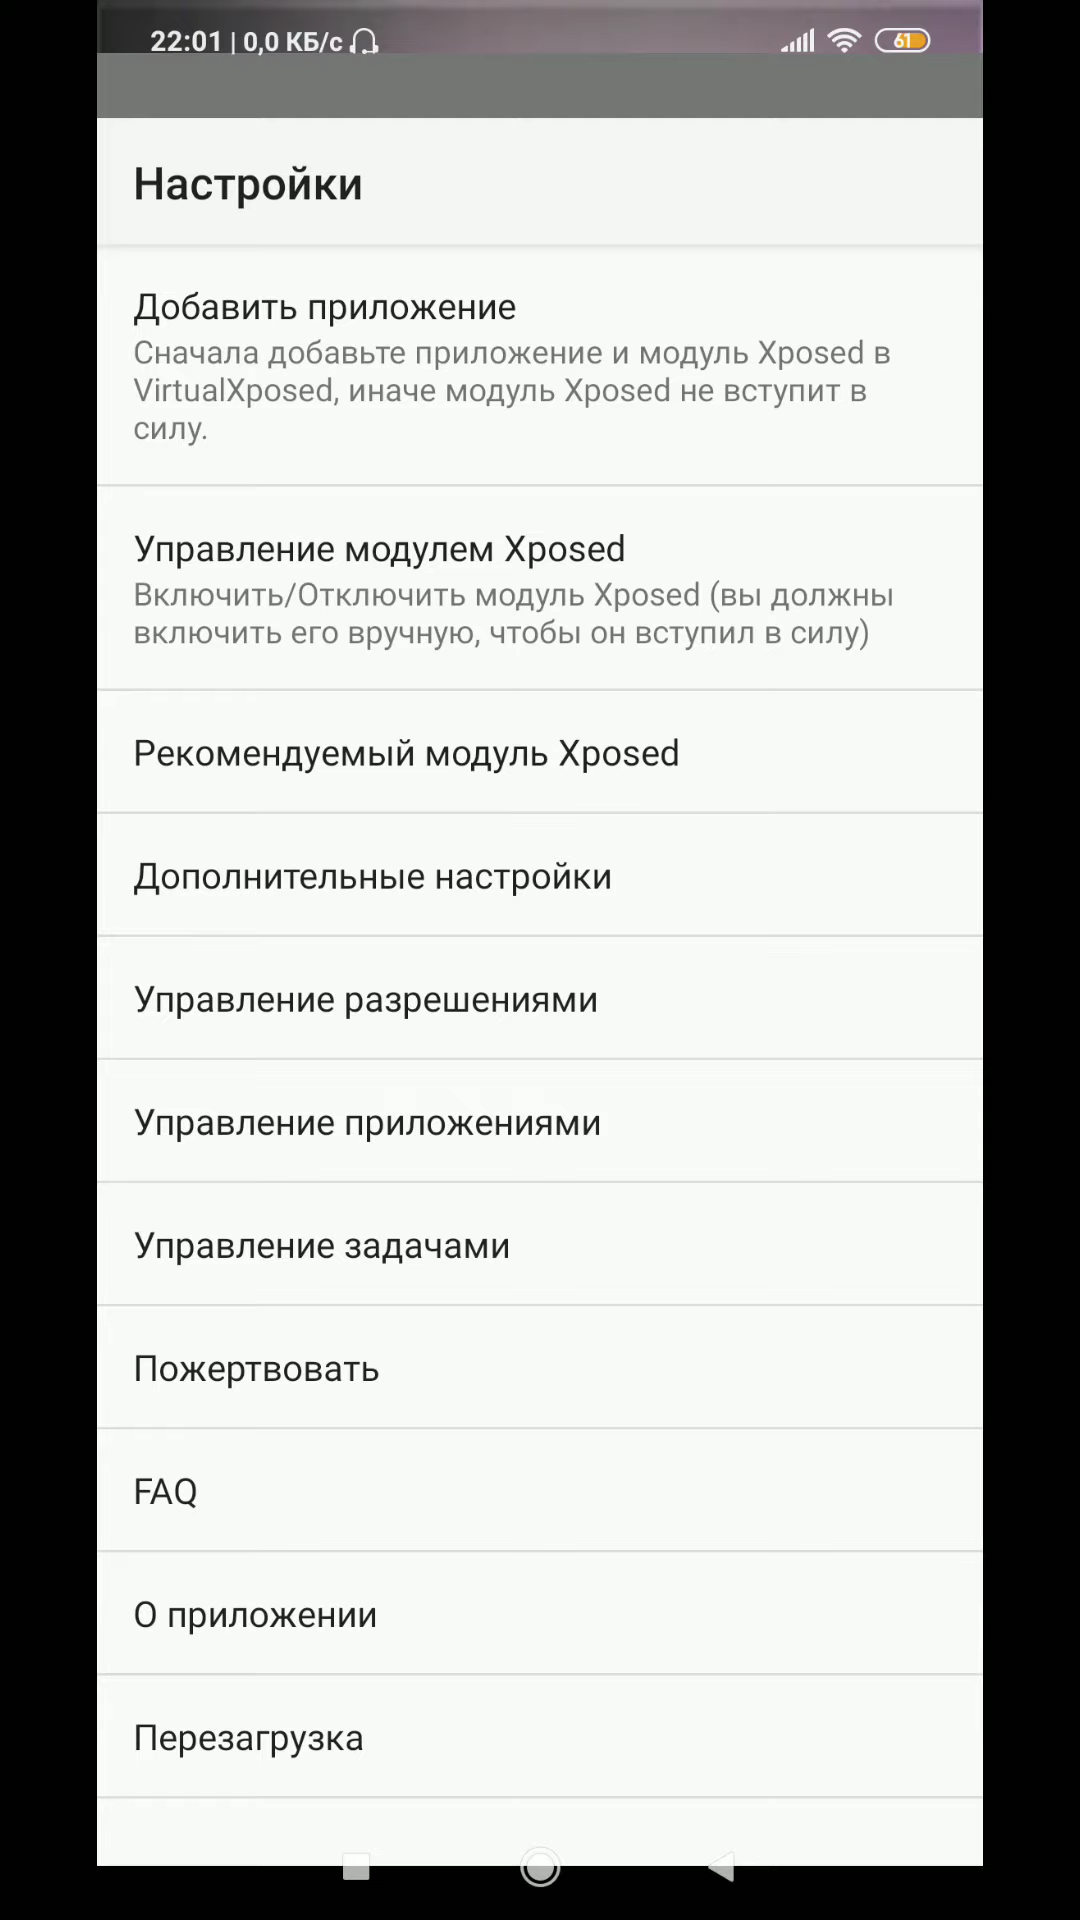 22:01 | 0,0 КБ/с
61
Настройки
Добавить приложение
Сначала добавьте приложение и модуль Xposed в
VirtualXposed, иначе модуль Xposed не вступит в
силу.
Управление модулем Xposed
Включить/Отключить модуль Xposed (вы должны
включить его вручную, чтобы он вступил в силу)
Рекомендуемый модуль Xposed
Дополнительные настройки
Управление разрешениями
Управление приложениями
Управление задачами
Пожертвовать
FAQ
О приложении
Перезагрузка